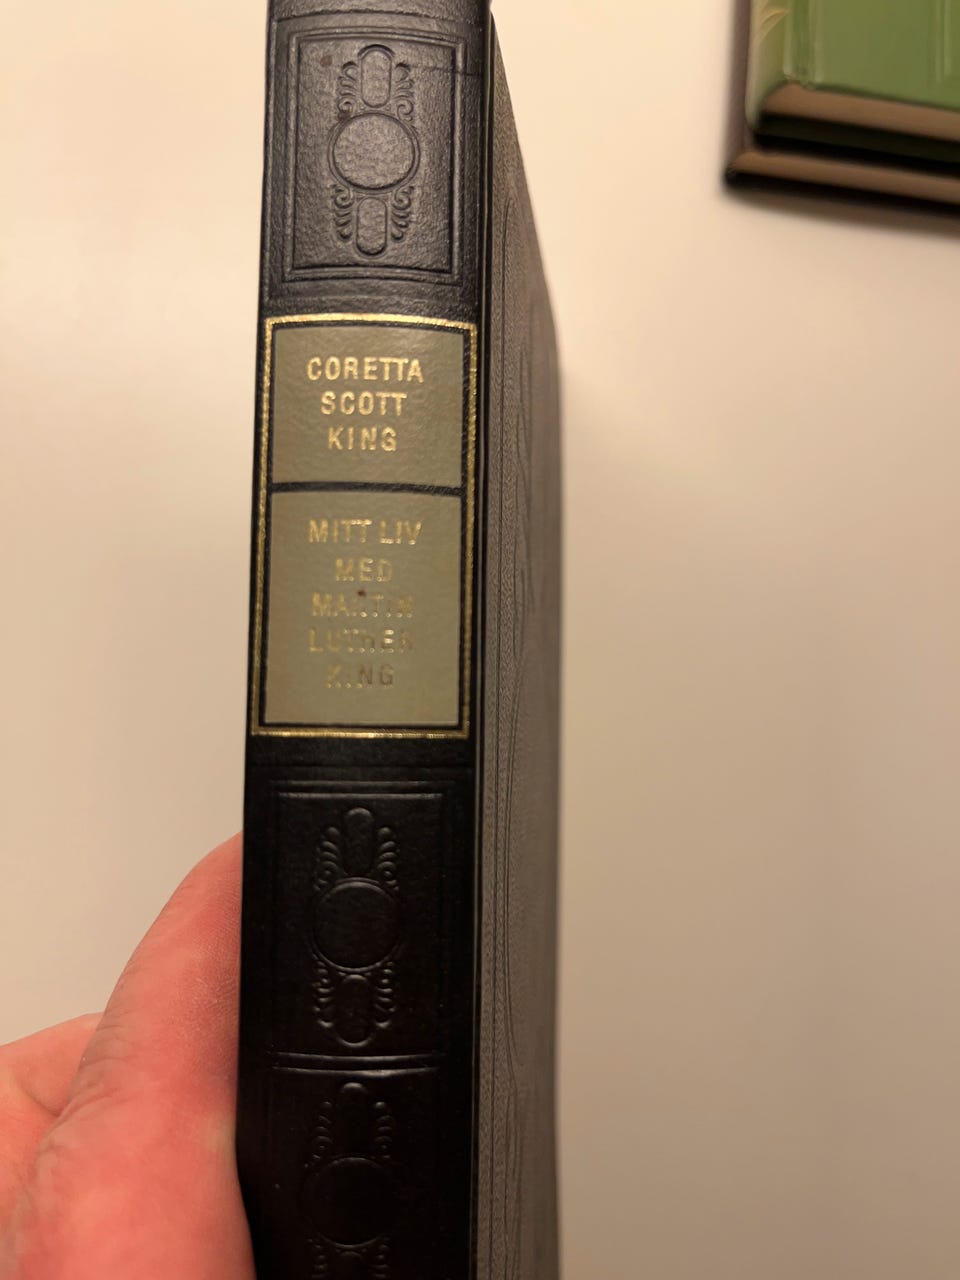 CORETTA
SCOTT
KING
MITT LIV
MED
MARTIN
LUTHER
KING